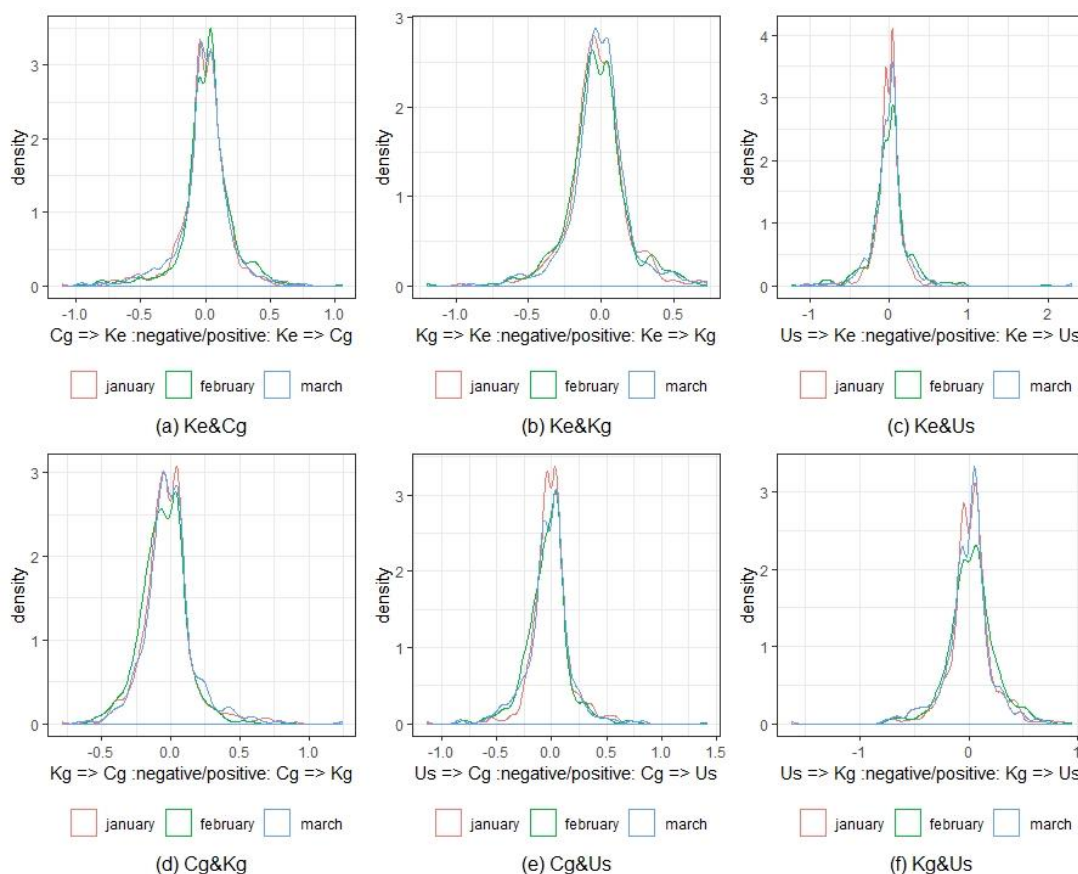 density
3
2
1
0
-1.0 -0.5 0.0 0.5 1.0
Cg => Ke :negative/positive: Ke => Cg
january february march
(a) Ke&Cg
density
3
2
1
0
-1.0 -0.5 0.0 0.5
Kg => Ke :negative/positive: Ke => Kg
january february march
(b) Ke&Kg
density
4
3
2
1
0
-1 0 1 2
Us => Ke :negative/positive: Ke => Us
january february march
(c) Ke&Us
density
3
2
1
0
-0.5 0.0 0.5 1.0
Kg => Cg :negative/positive: Cg => Kg
january february march
(d) Cg&Kg
density
3
2
1
0
-1.0 -0.5 0.0 0.5 1.0 1.5
Us => Cg :negative/positive: Cg => Us
january february march
(e) Cg&Us
density
3
2
1
0
-1 0 1
Us => Kg :negative/positive: Kg => Us
january february march
(f) Kg&Us